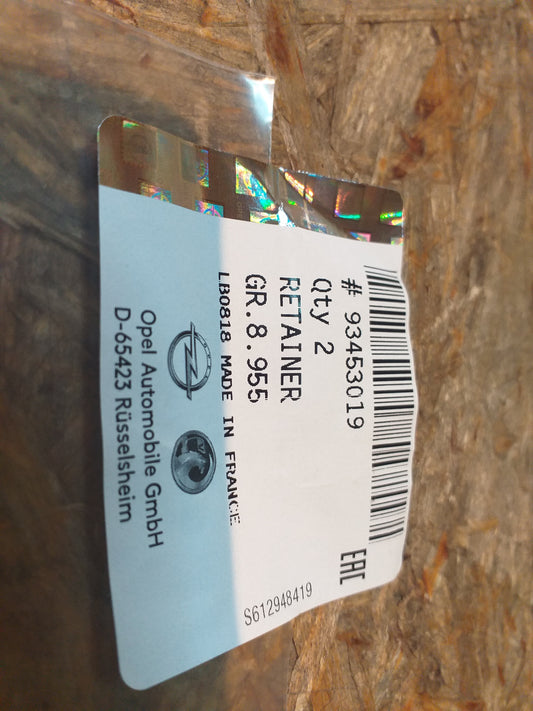 # 93453019
Qty 2
RETAINER
GR.8.955
LB0818 MADE IN FRANCE
EAC
S612948419
Opel Automobile GmbH
D-65423 Rüsselsheim